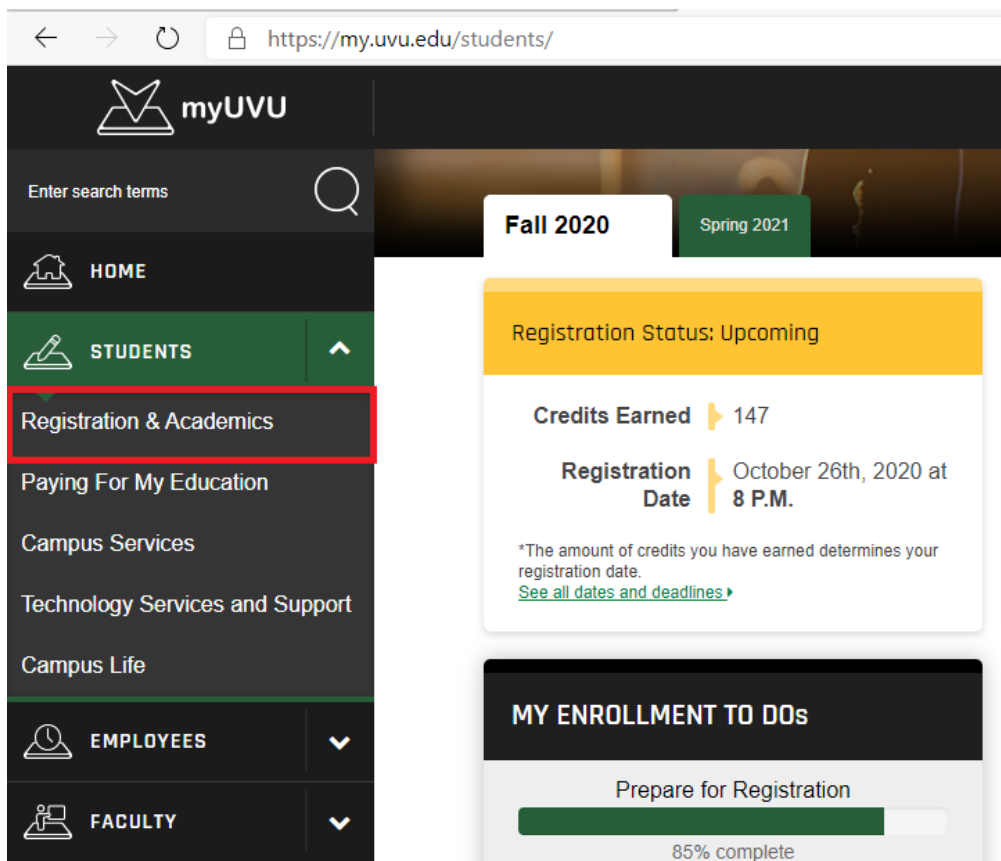 https://my.uvu.edu/students/
myUVU
Enter search terms
HOME
STUDENTS
Registration & Academics
Paying For My Education
Campus Services
Technology Services and Support
Campus Life
EMPLOYEES
FACULTY
Fall 2020
Spring 2021
Registration Status: Upcoming
Credits Earned 147
Registration October 26th, 2020 at
Date 8 P.M.
*The amount of credits you have earned determines your
registration date.
See all dates and deadlines
MY ENROLLMENT TO DOs
Prepare for Registration
85% complete